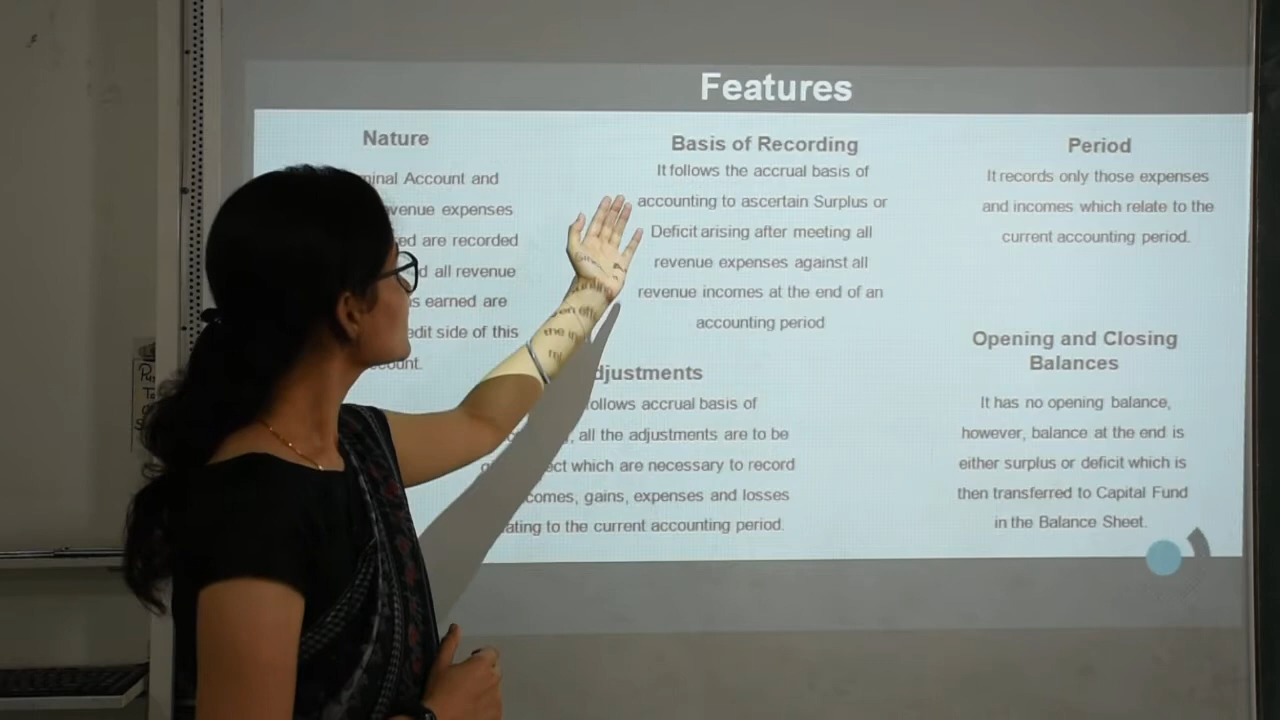 Features
Nature
Account and
expenses
are recorded
all revenue
earned are
side of this
Basis of Recording
It follows the accrual basis of
accounting to ascertain Surplus or
Deficit arising after meeting all
revenue expenses against all
revenue incomes at the end of an
accounting period
Period
It records only those expenses
and incomes which relate to the
current accounting period.
djustments
ollows accrual basis of
, all the adjustments are to be
ect which are necessary to record
comes, gains, expenses and losses
ating to the current accounting period.
Opening and Closing
Balances
It has no opening balance,
however, balance at the end is
either surplus or deficit which is
then transferred to Capital Fund
in the Balance Sheet.